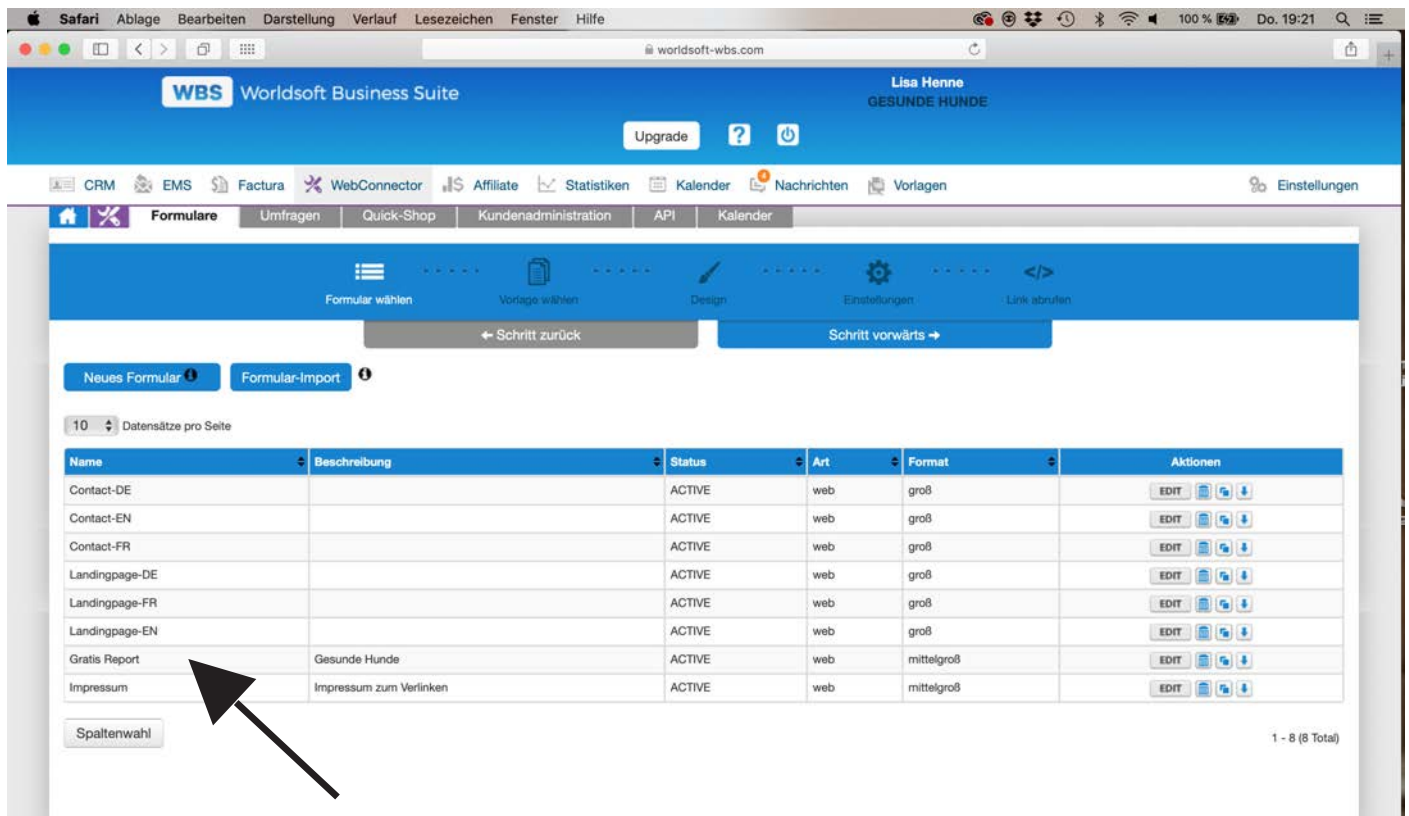 Safari Ablage Bearbeiten Darstellung Verlauf Lesezeichen Fenster Hilfe 100 % Do. 19:21
worldsoft-wbs.com
WBS Worldsoft Business Suite
Lisa Henne
GESUNDE HUNDE
Upgrade ?
CRM EMS Factura WebConnector Affiliate Statistiken Kalender 4 Nachrichten Vorlagen Einstellungen
Formulare Umfragen Quick-Shop Kundenadministration API Kalender
Formular wählen Vorlage wählen Design Einstellungen </> Link abrufen
← Schritt zurück Schritt vorwärts →
Neues Formular Formular-Import
10 Datensätze pro Seite
Name Beschreibung Status Art Format Aktionen
Contact-DE ACTIVE web groß EDIT
Contact-EN ACTIVE web groß EDIT
Contact-FR ACTIVE web groß EDIT
Landingpage-DE ACTIVE web groß EDIT
Landingpage-FR ACTIVE web groß EDIT
Landingpage-EN ACTIVE web groß EDIT
Gratis Report Gesunde Hunde ACTIVE web mittelgroß EDIT
Impressum Impressum zum Verlinken ACTIVE web mittelgroß EDIT
Spaltenwahl
1 - 8 (8 Total)